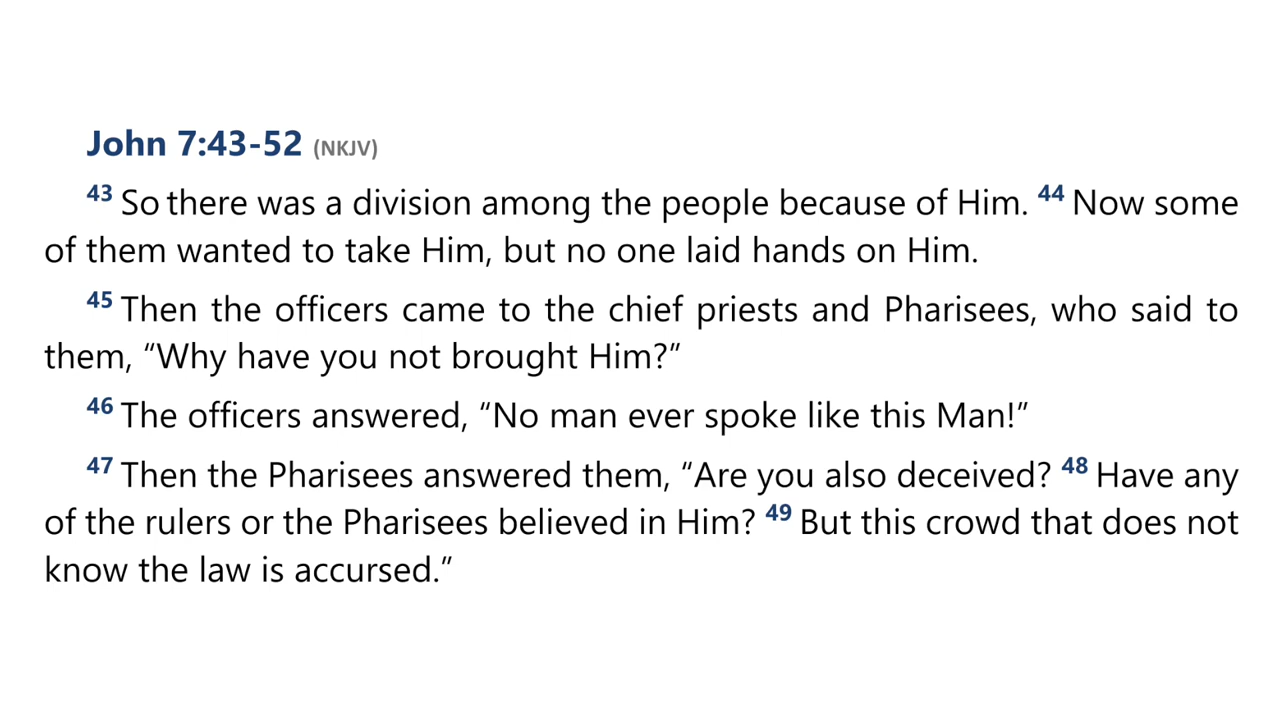 John 7:43-52 (NKJV)
43 So there was a division among the people because of Him. 44 Now some
of them wanted to take Him, but no one laid hands on Him.
45 Then the officers came to the chief priests and Pharisees, who said to
them, “Why have you not brought Him?”
46 The officers answered, “No man ever spoke like this Man!”
47 Then the Pharisees answered them, “Are you also deceived? 48 Have any
of the rulers or the Pharisees believed in Him? 49 But this crowd that does not
know the law is accursed.”